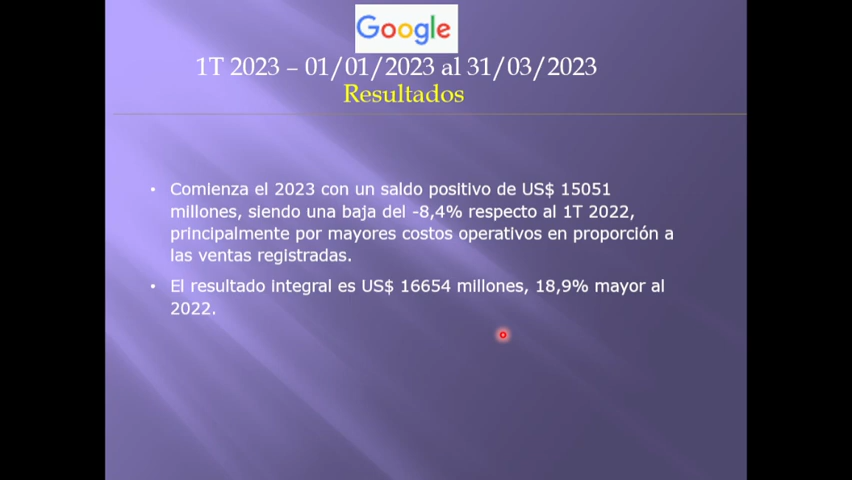 Google
1T 2023 – 01/01/2023 al 31/03/2023
Resultados
• Comienza el 2023 con un saldo positivo de US$ 15051
millones, siendo una baja del -8,4% respecto al 1T 2022,
principalmente por mayores costos operativos en proporción a
las ventas registradas.
• El resultado integral es US$ 16654 millones, 18,9% mayor al
2022.